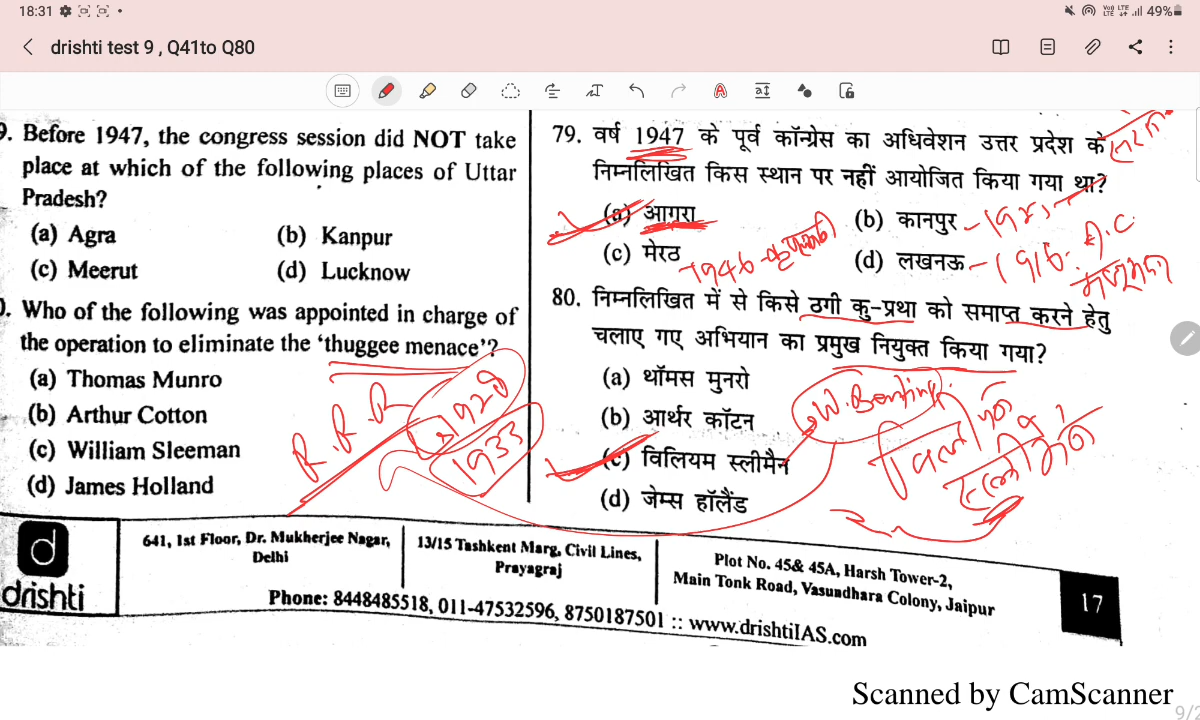 18:31
49%
drishti test 9 , Q41to Q80
9. Before 1947, the congress session did NOT take
place at which of the following places of Uttar
Pradesh?
(a) Agra (b) Kanpur
(c) Meerut (d) Lucknow
0. Who of the following was appointed in charge of
the operation to eliminate the ‘thuggee menace’?
(a) Thomas Munro
(b) Arthur Cotton
(c) William Sleeman
(d) James Holland
R.R.R
1933
79. वर्ष 1947 के पूर्व कॉन्ग्रेस का अधिवेशन उत्तर प्रदेश के
निम्नलिखित किस स्थान पर नहीं आयोजित किया गया था?
(a) आगरा (b) कानपुर
(c) मेरठ 1946 (d) लखनऊ - 1916
80. निम्नलिखित में से किसे ठगी कु-प्रथा को समाप्त करने हेतु
चलाए गए अभियान का प्रमुख नियुक्त किया गया?
(a) थॉमस मुनरो
W. Benting
(b) आर्थर कॉटन
(c) विलियम स्लीमैन
(d) जेम्स हॉलैंड
d
drishti
641, 1st Floor, Dr. Mukherjee Nagar,
Delhi
13/15 Tashkent Marg, Civil Lines,
Prayagraj
Plot No. 45& 45A, Harsh Tower-2,
Main Tonk Road, Vasundhara Colony, Jaipur
Phone: 8448485518, 011-47532596, 8750187501 :: www.drishtiIAS.com
17
Scanned by CamScanner